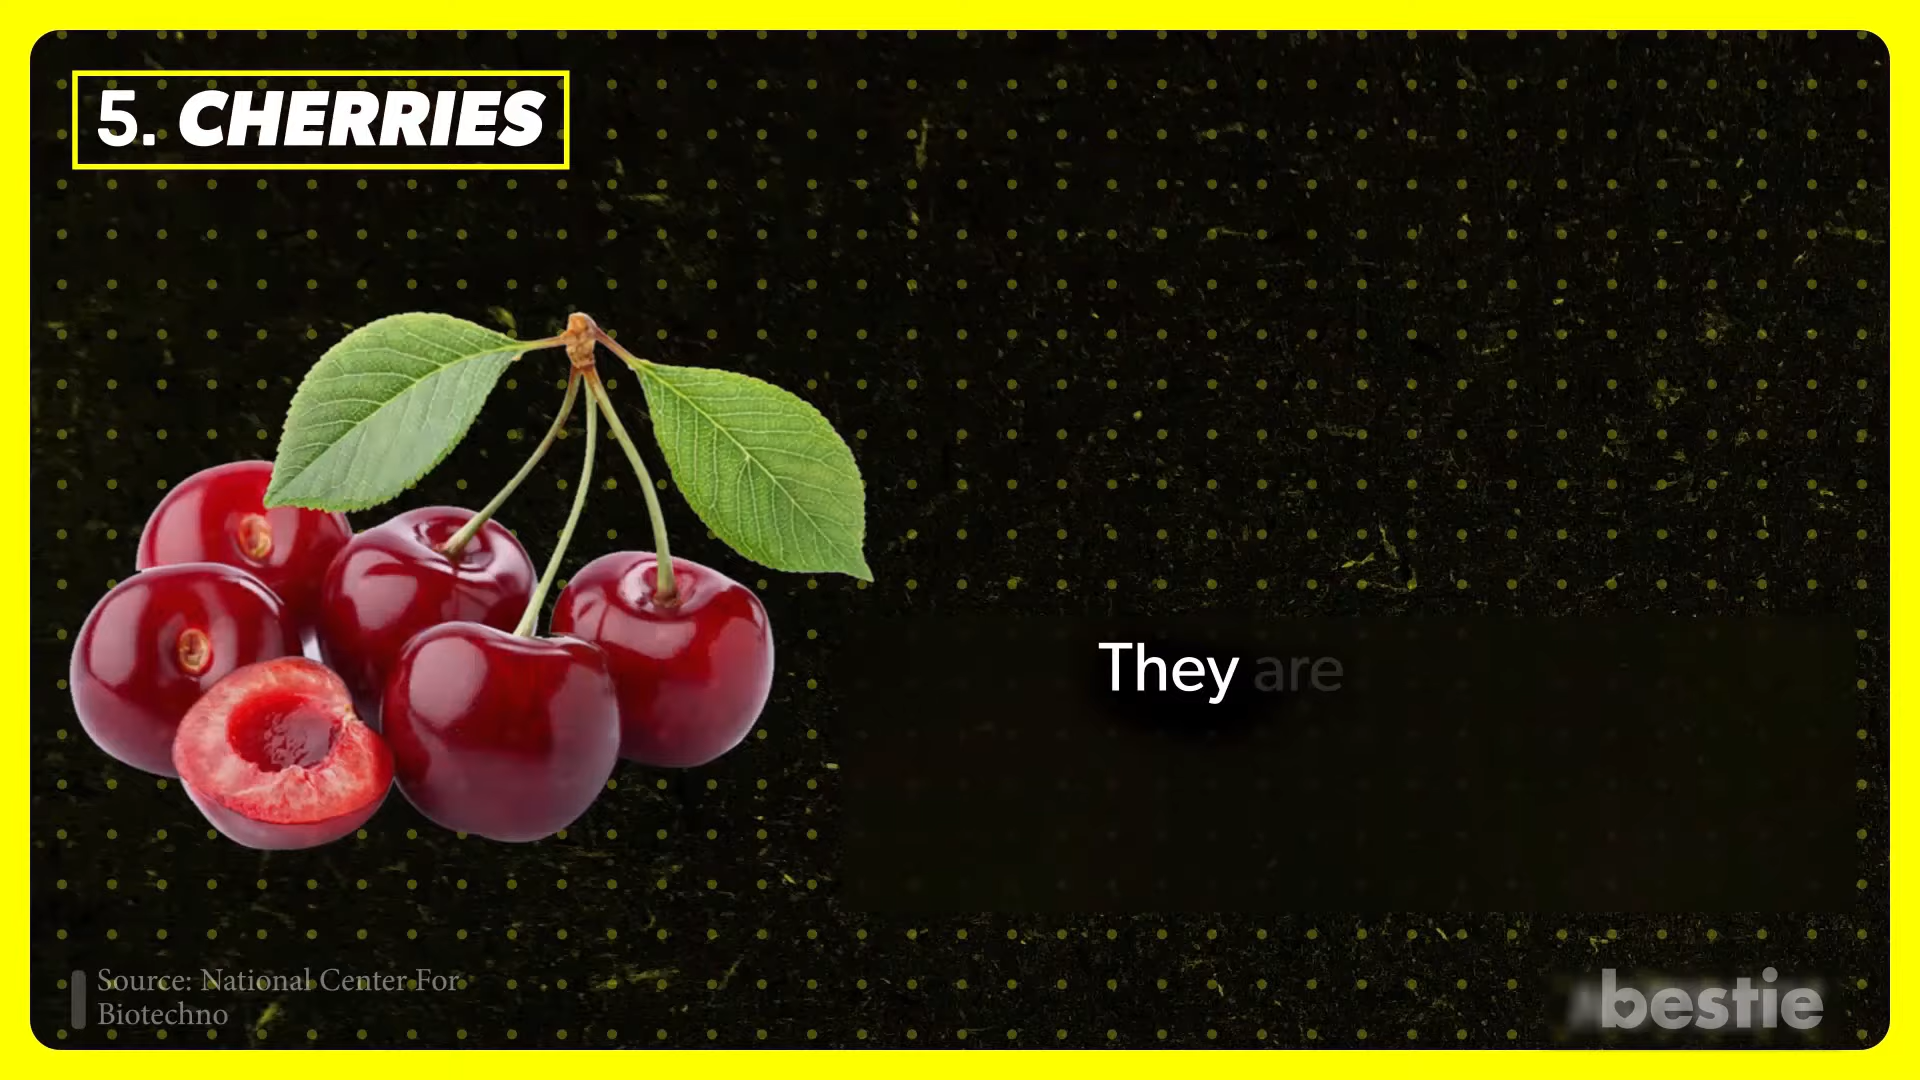 5. CHERRIES
They are
Source: National Center For
Biotechno
bestie